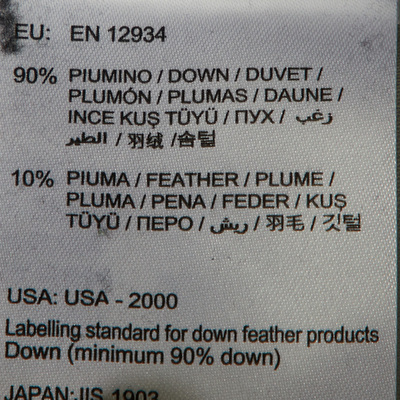 EU: EN 12934
90% PIUMINO / DOWN / DUVET /
PLUMÓN / PLUMAS / DAUNE /
INCE KUŞ TÜYÜ / ПУХ / زغب
الطير / 羽绒 /솜털
10% PIUMA / FEATHER / PLUME /
PLUMA / PENA / FEDER / KUŞ
TÜYÜ / ПЕРО / ريش / 羽毛 / 깃털
USA: USA - 2000
Labelling standard for down feather products
Down (minimum 90% down)
JAPAN:JIS 1903